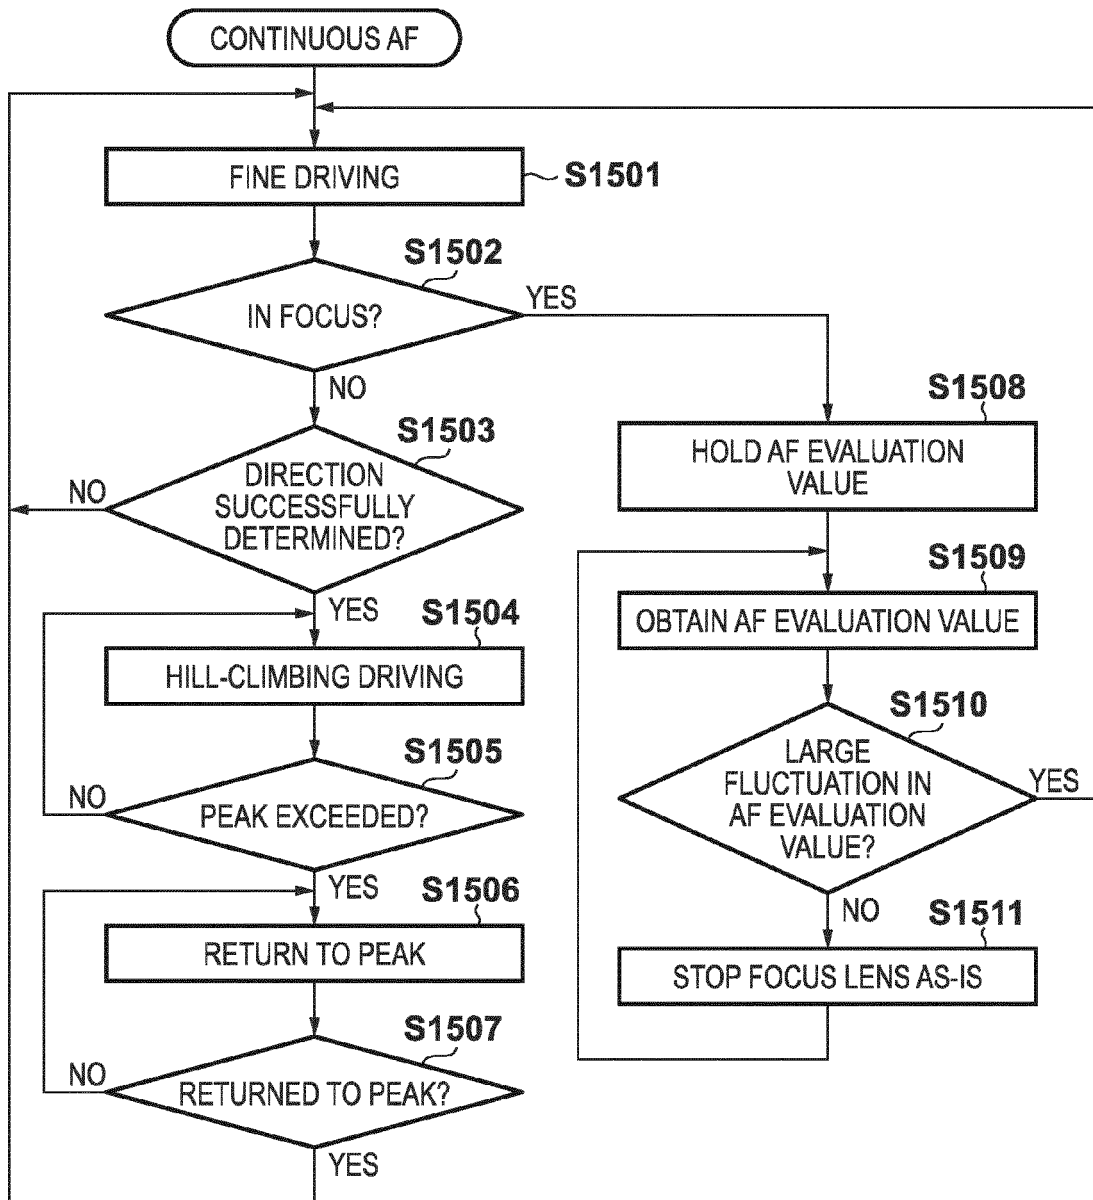 CONTINUOUS AF
FINE DRIVING
S1501
S1502
IN FOCUS?
YES
NO
S1503
DIRECTION
SUCCESSFULLY
DETERMINED?
NO
YES
S1504
HILL-CLIMBING DRIVING
S1505
PEAK EXCEEDED?
NO
YES
S1506
RETURN TO PEAK
S1507
RETURNED TO PEAK?
NO
YES
S1508
HOLD AF EVALUATION
VALUE
S1509
OBTAIN AF EVALUATION VALUE
S1510
LARGE
FLUCTUATION IN
AF EVALUATION
VALUE?
YES
NO
S1511
STOP FOCUS LENS AS-IS